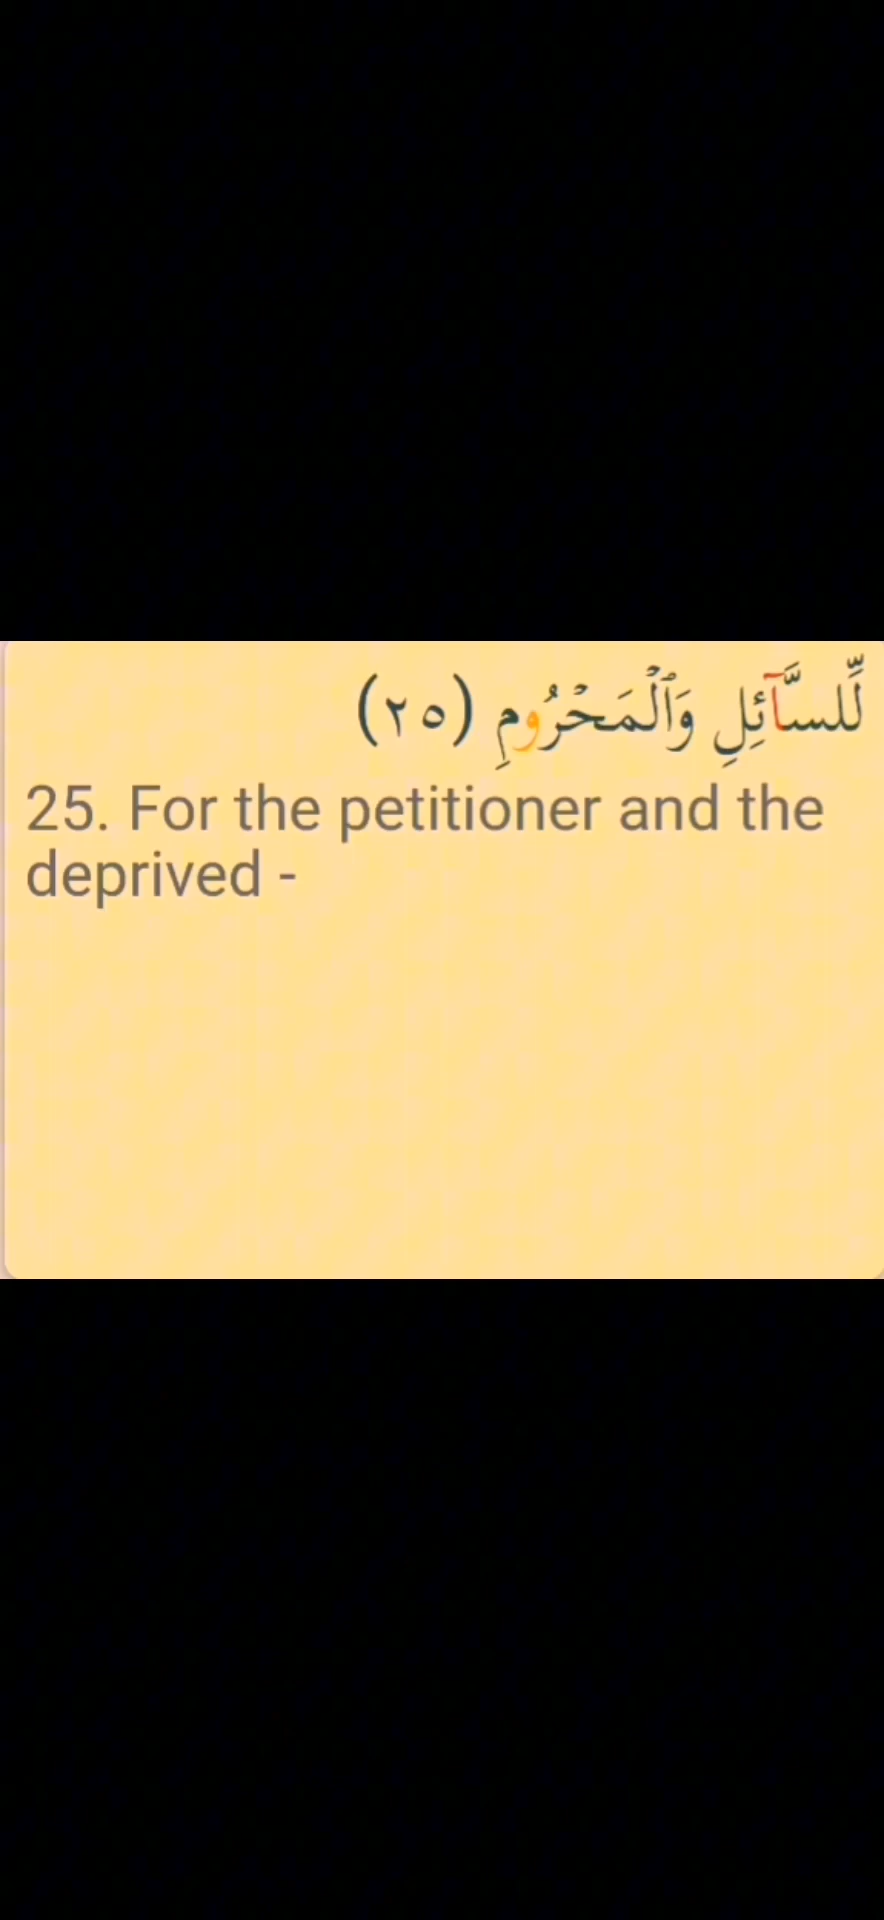 لِّلسَّآئِلِ وَٱلْمَحْرُومِ (٢٥)
25. For the petitioner and the
deprived -